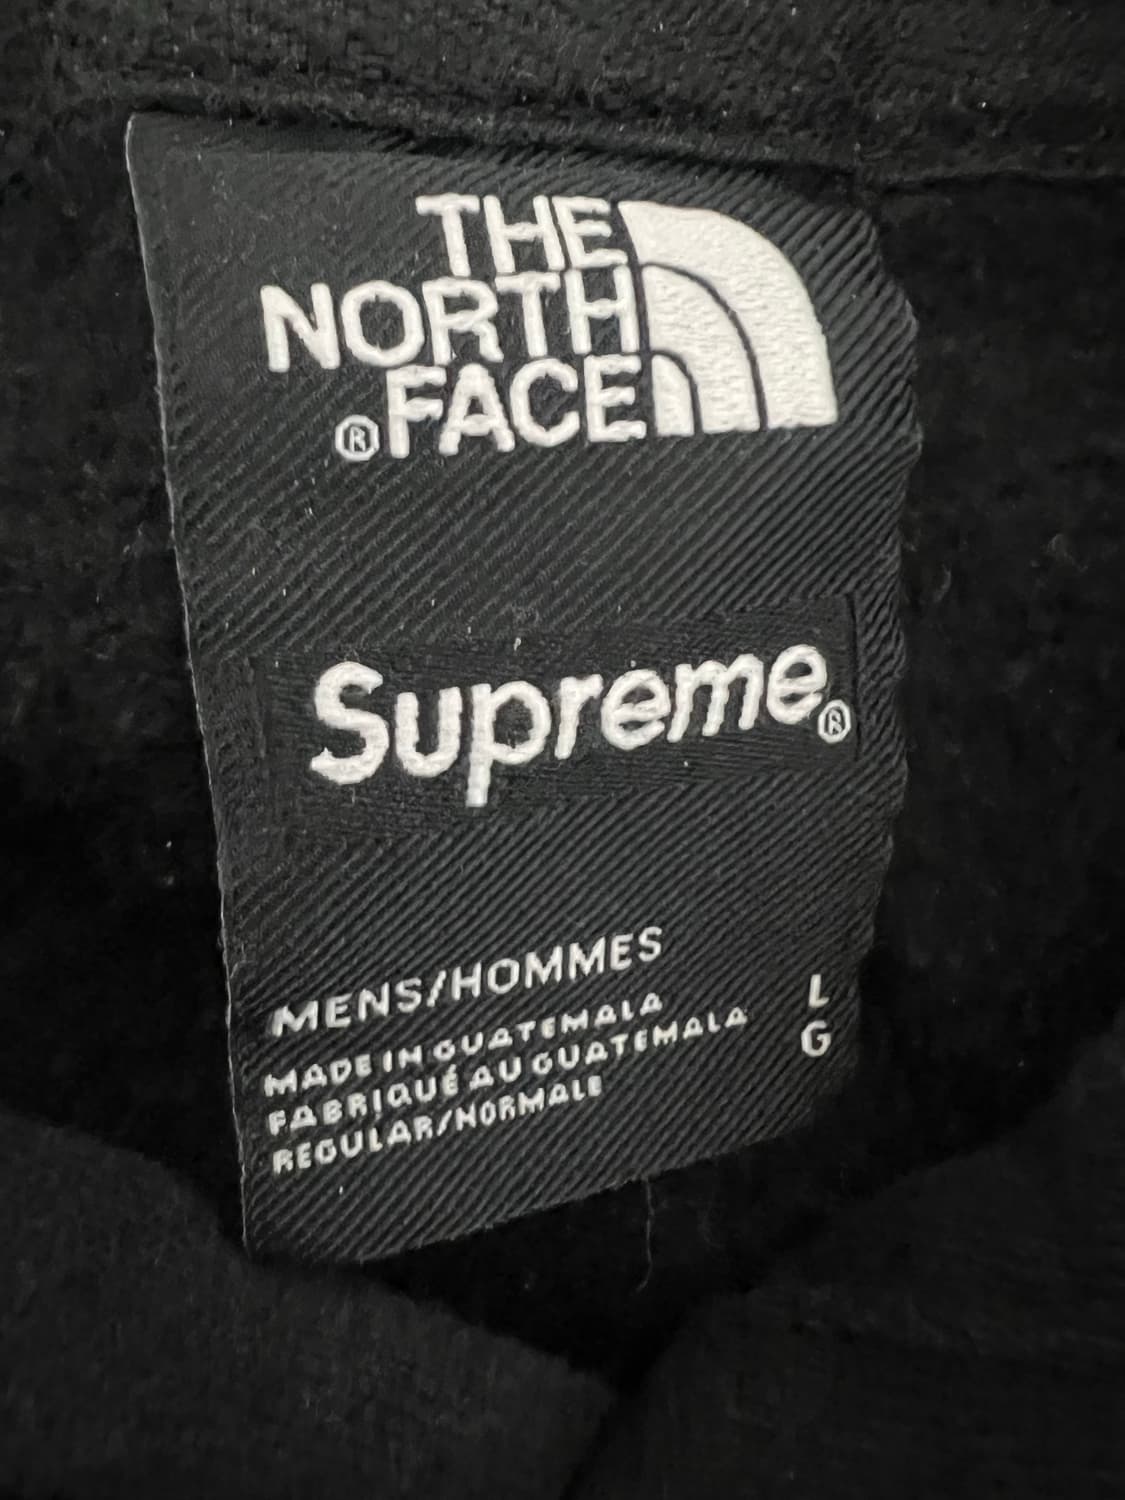 THE
NORTH
® FACE
Supreme®
MENS/HOMMES
MADE IN GUATEMALA L
FABRIQUÉ AU GUATEMALA G
REGULAR/NORMALE